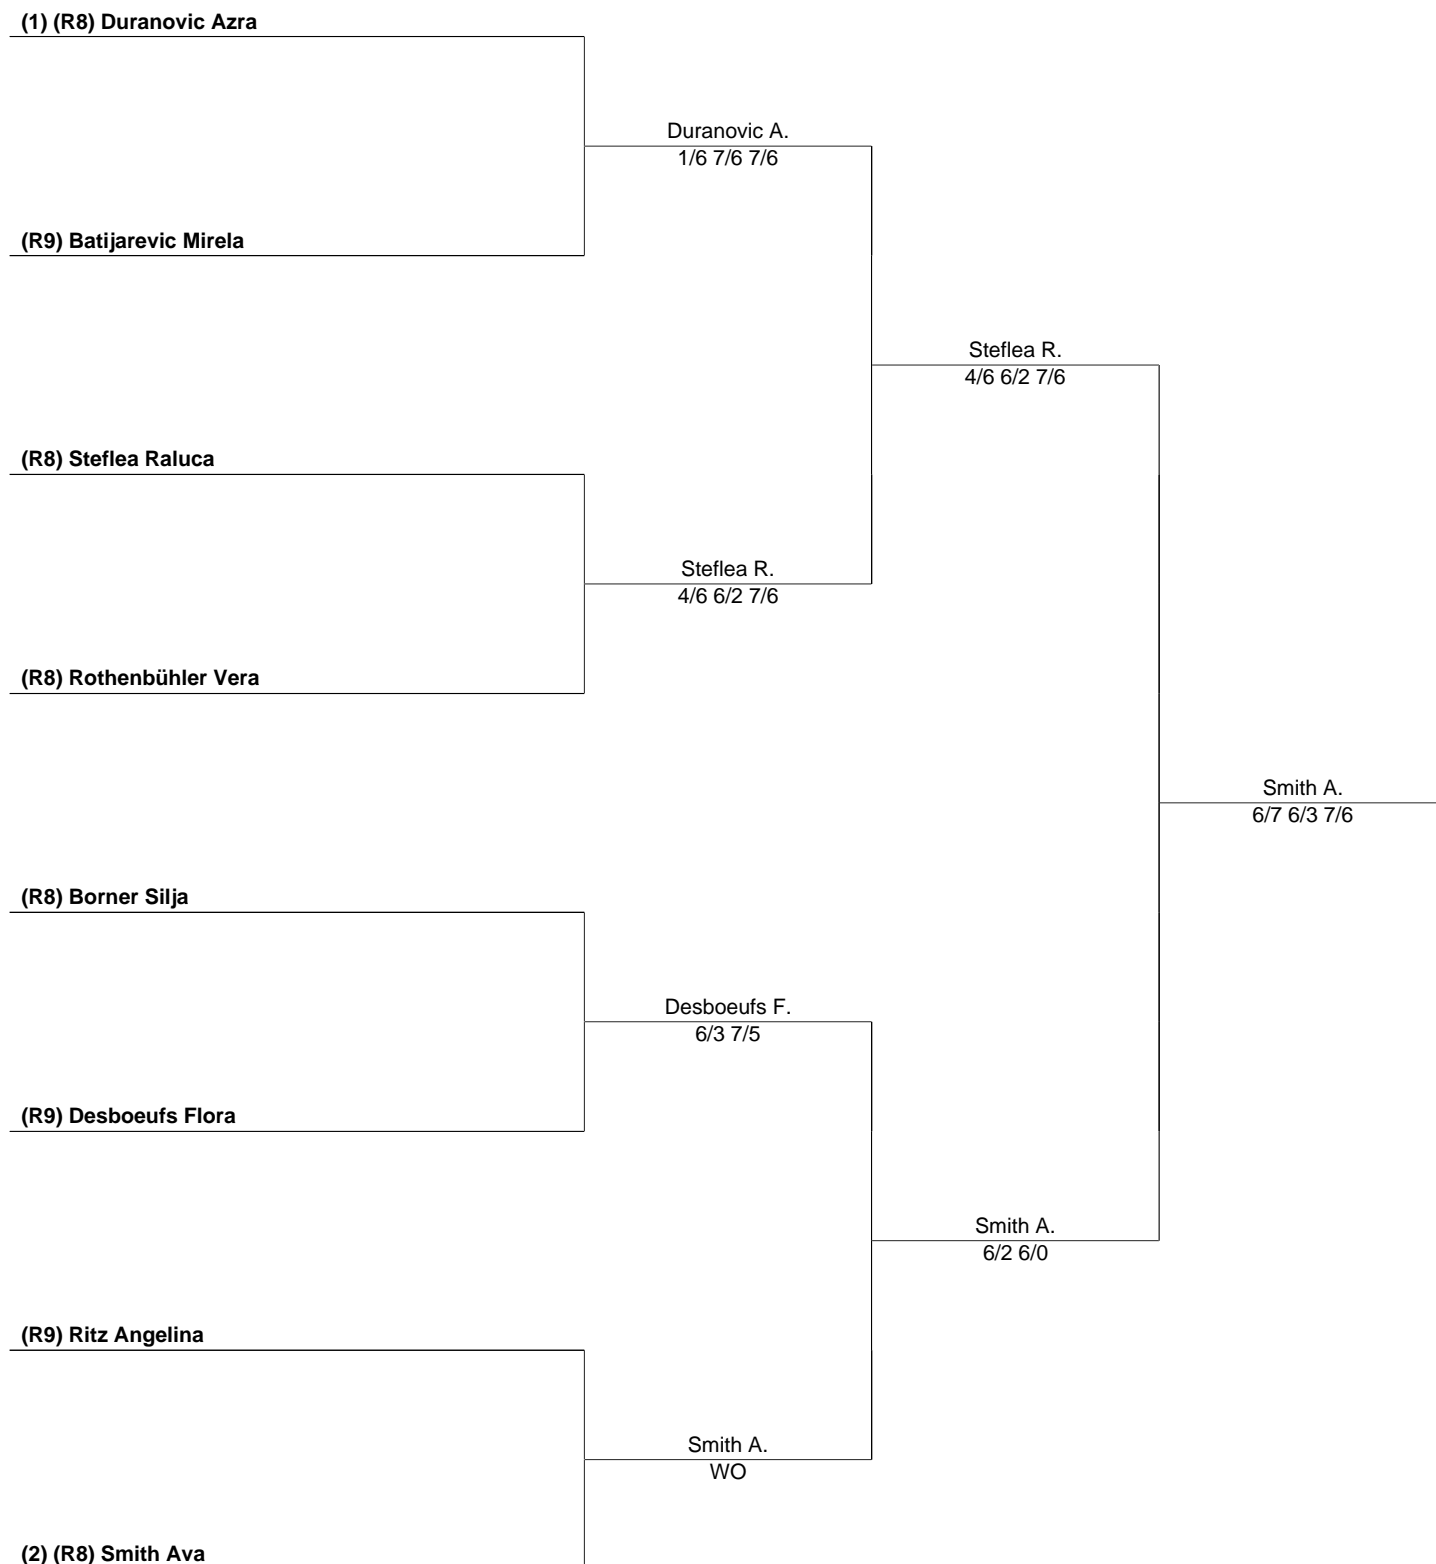 (1) (R8) Duranovic Azra
Duranovic A.
1/6 7/6 7/6
(R9) Batijarevic Mirela
Steflea R.
4/6 6/2 7/6
(R8) Steflea Raluca
Steflea R.
4/6 6/2 7/6
(R8) Rothenbühler Vera
Smith A.
6/7 6/3 7/6
(R8) Borner Silja
Desboeufs F.
6/3 7/5
(R9) Desboeufs Flora
Smith A.
6/2 6/0
(R9) Ritz Angelina
Smith A.
WO
(2) (R8) Smith Ava